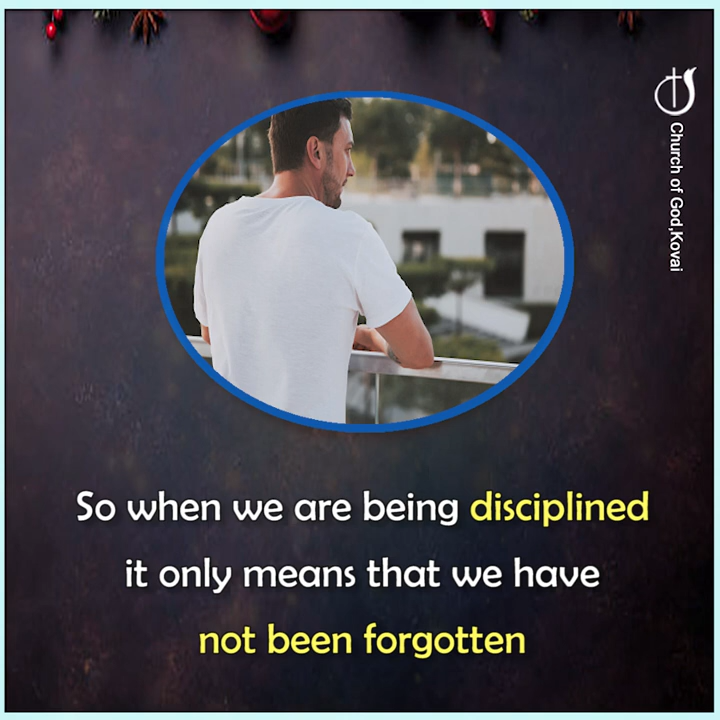 Church of God,Kovai
So when we are being disciplined
it only means that we have
not been forgotten